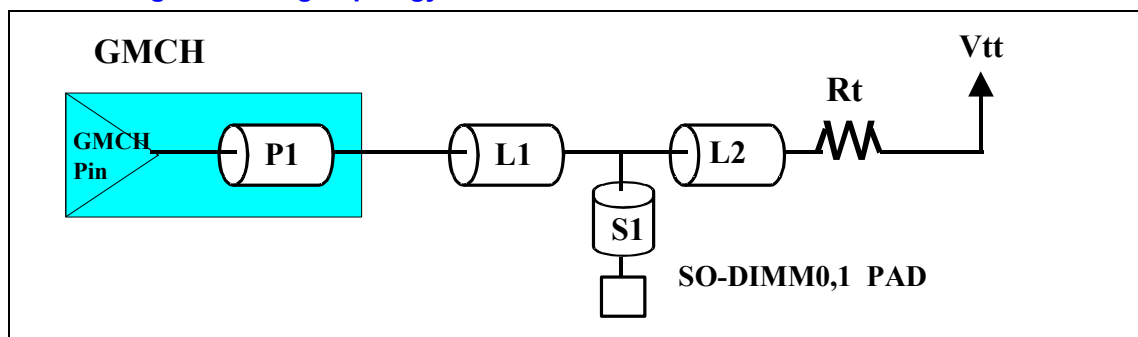 GMCH
Vtt
Rt
GMCH
Pin
P1
L1
L2
S1
SO-DIMM0,1 PAD